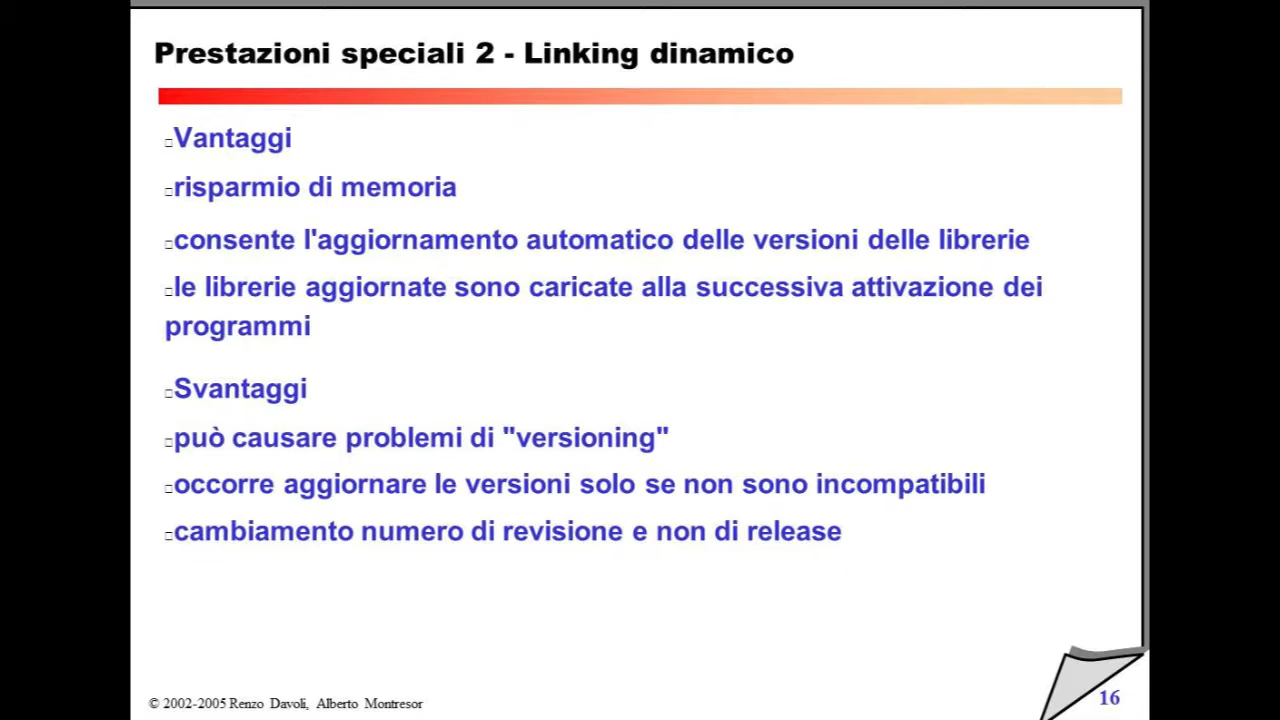 Prestazioni speciali 2 - Linking dinamico
Vantaggi
risparmio di memoria
consente l'aggiornamento automatico delle versioni delle librerie
le librerie aggiornate sono caricate alla successiva attivazione dei
programmi
Svantaggi
può causare problemi di "versioning"
occorre aggiornare le versioni solo se non sono incompatibili
cambiamento numero di revisione e non di release
© 2002-2005 Renzo Davoli, Alberto Montresor
16